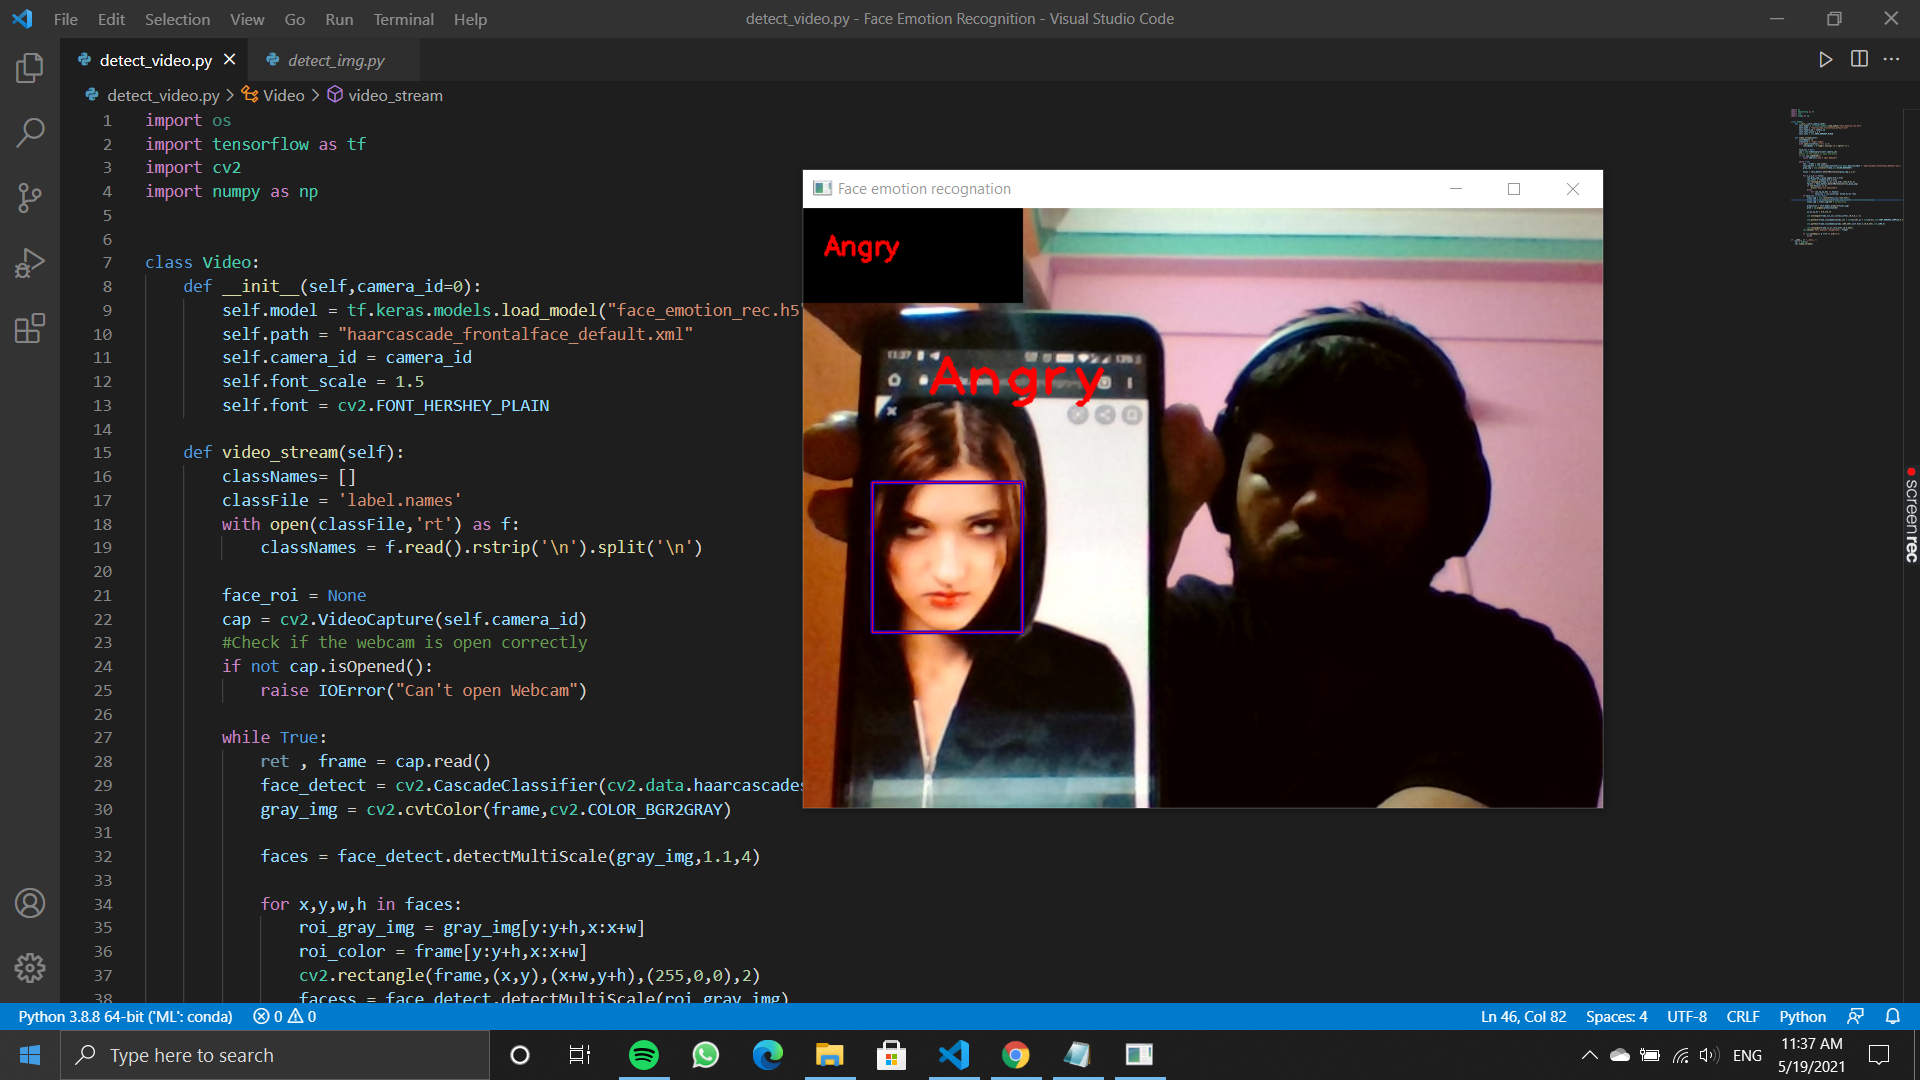 File Edit Selection View Go Run Terminal Help
detect_video.py - Face Emotion Recognition - Visual Studio Code
detect_video.py
detect_img.py
detect_video.py > Video > video_stream
1 import os
2 import tensorflow as tf
3 import cv2
4 import numpy as np
5
6
7 class Video:
8 def __init__(self,camera_id=0):
9 self.model = tf.keras.models.load_model("face_emotion_rec.h5"
10 self.path = "haarcascade_frontalface_default.xml"
11 self.camera_id = camera_id
12 self.font_scale = 1.5
13 self.font = cv2.FONT_HERSHEY_PLAIN
14
15 def video_stream(self):
16 classNames= []
17 classFile = 'label.names'
18 with open(classFile,'rt') as f:
19 classNames = f.read().rstrip('\n').split('\n')
20
21 face_roi = None
22 cap = cv2.VideoCapture(self.camera_id)
23 #Check if the webcam is open correctly
24 if not cap.isOpened():
25 raise IOError("Can't open Webcam")
26
27 while True:
28 ret , frame = cap.read()
29 face_detect = cv2.CascadeClassifier(cv2.data.haarcascades
30 gray_img = cv2.cvtColor(frame,cv2.COLOR_BGR2GRAY)
31
32 faces = face_detect.detectMultiScale(gray_img,1.1,4)
33
34 for x,y,w,h in faces:
35 roi_gray_img = gray_img[y:y+h,x:x+w]
36 roi_color = frame[y:y+h,x:x+w]
37 cv2.rectangle(frame,(x,y),(x+w,y+h),(255,0,0),2)
38 facess = face_detect.detectMultiScale(roi_gray_img)
Face emotion recognation
Angry
11:37
Angry
screenrec
Python 3.8.8 64-bit ('ML': conda) 0 0
Ln 46, Col 82 Spaces: 4 UTF-8 CRLF Python
Type here to search
ENG
11:37 AM
5/19/2021